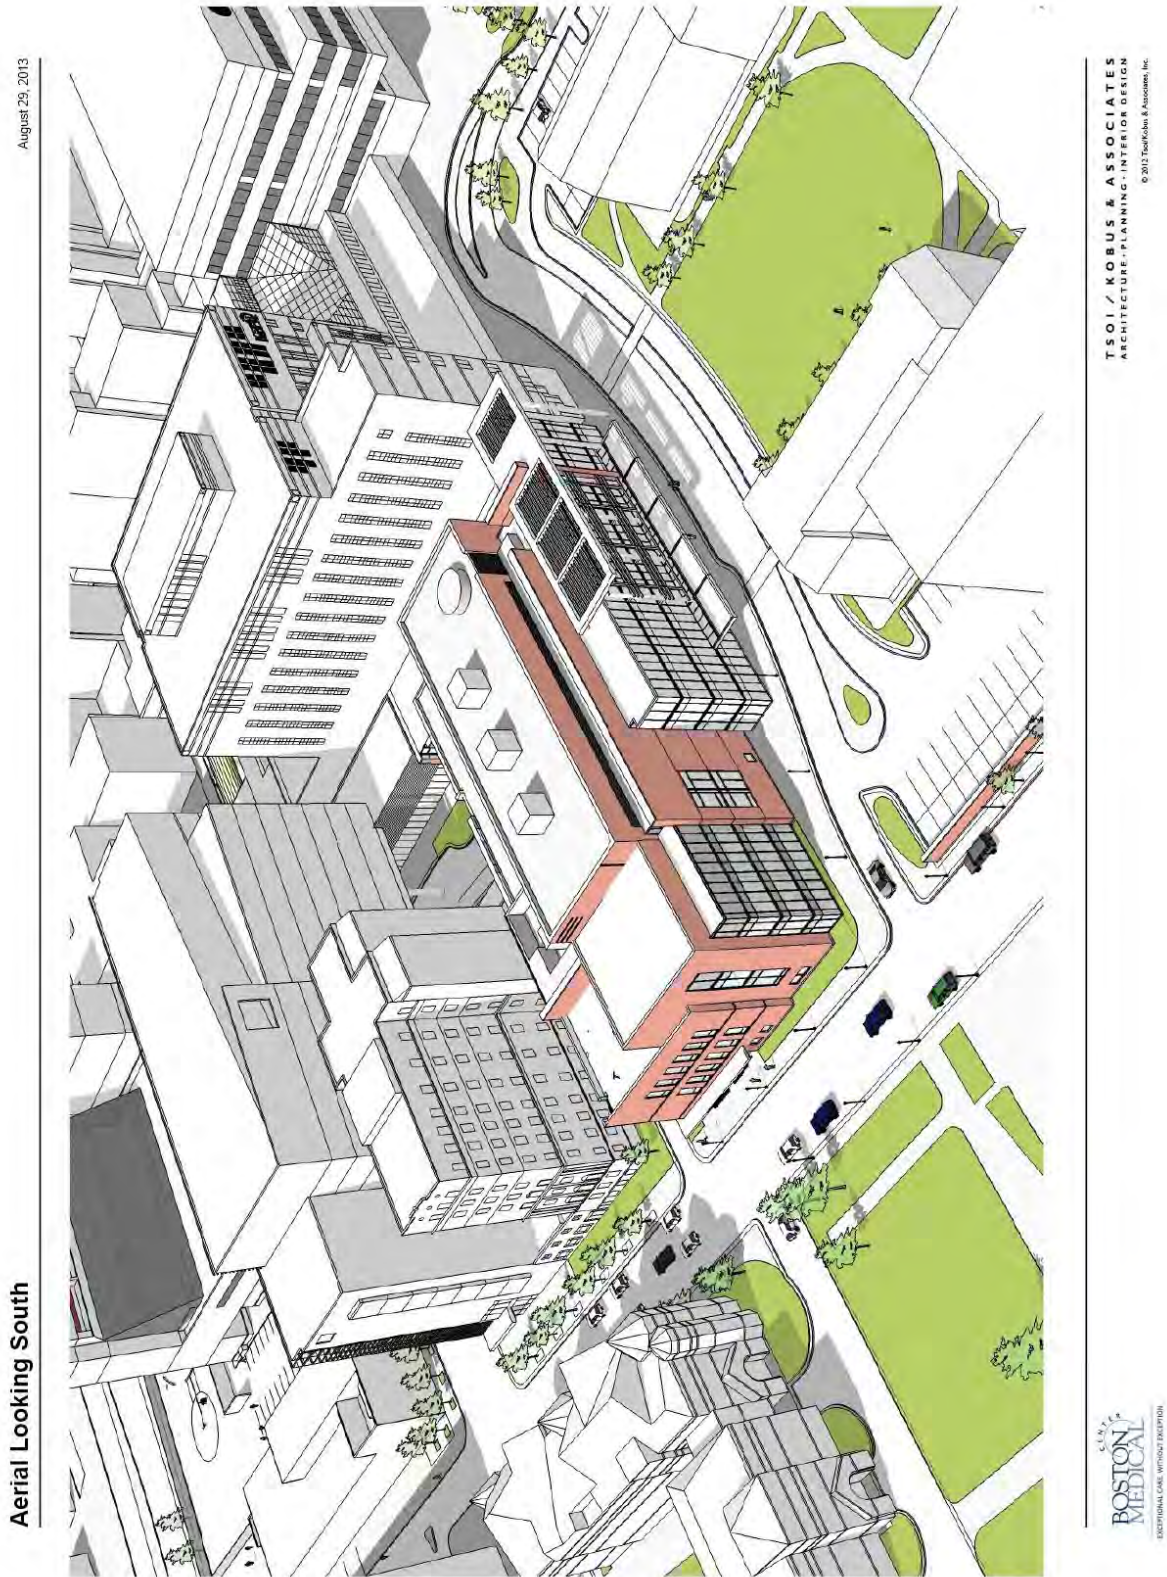 Aerial Looking South
August 29, 2013
BOSTON
MEDICAL
CENTER
EXCEPTIONAL CARE. WITHOUT EXCEPTION
TSOI / KOBUS & ASSOCIATES
ARCHITECTURE • PLANNING • INTERIOR DESIGN
© 2012 Tsoi/Kobus & Associates, Inc.